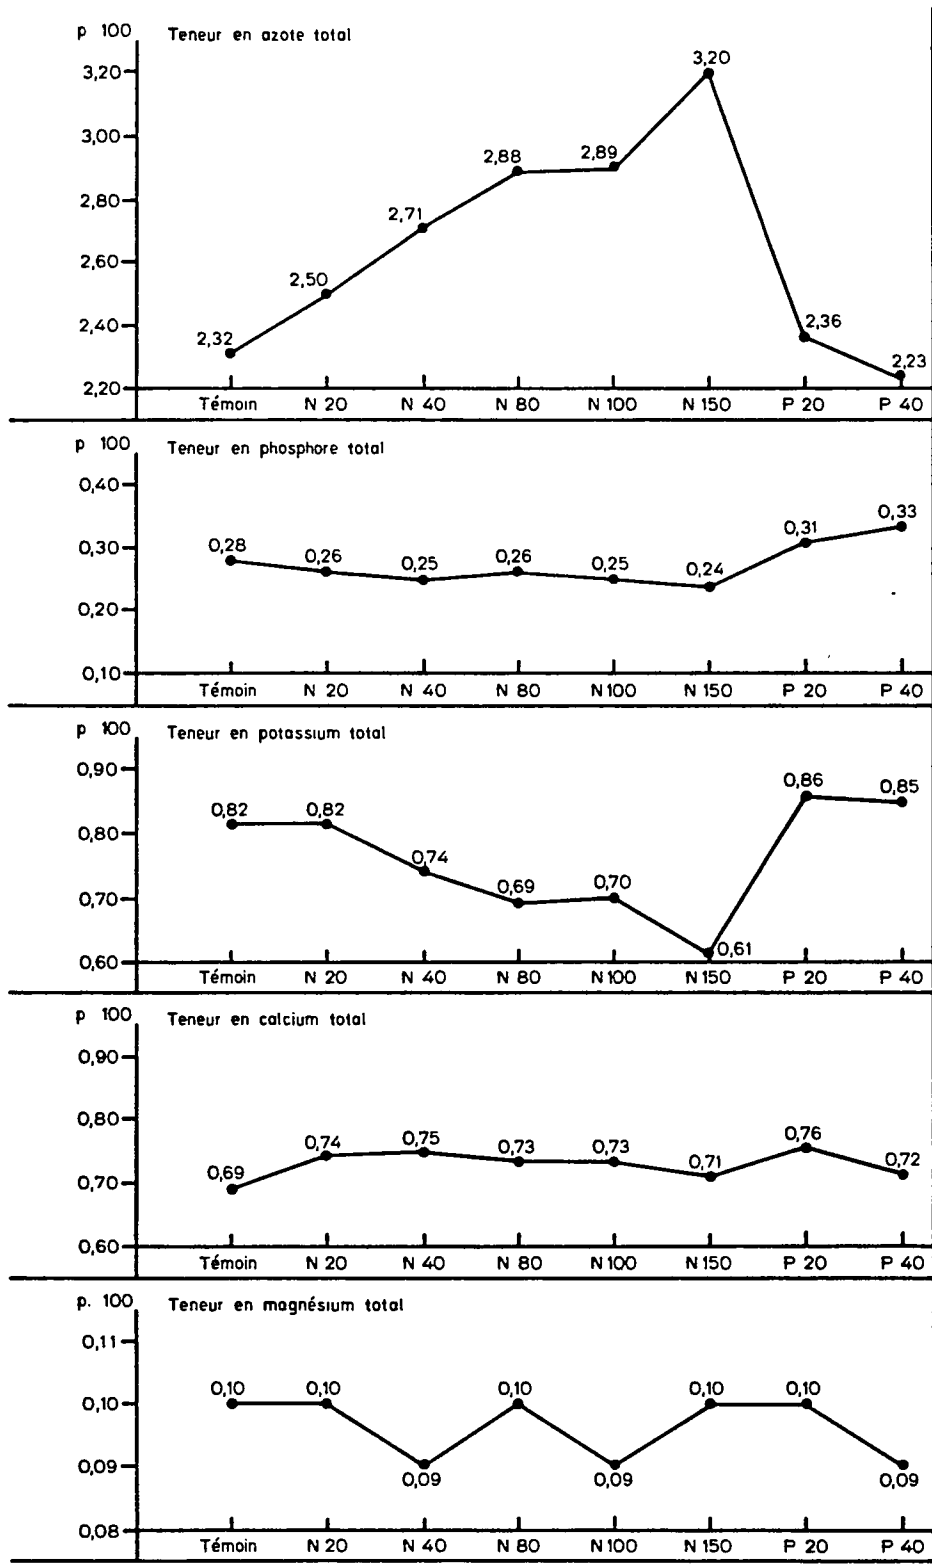 p 100 Teneur en azote total
3,20
3,20
3,00
2,88
2,89
2,80
2,71
2,60
2,50
2,40
2,32
2,36
2,23
2,20
Témoin N 20 N 40 N 80 N 100 N 150 P 20 P 40
p 100 Teneur en phosphore total
0,40
0,28 0,26 0,25 0,26 0,25 0,24 0,31 0,33
0,30
0,20
0,10
Témoin N 20 N 40 N 80 N 100 N 150 P 20 P 40
p 100 Teneur en potassium total
0,90
0,82 0,82 0,74 0,69 0,70 0,61 0,86 0,85
0,80
0,70
0,60
Témoin N 20 N 40 N 80 N 100 N 150 P 20 P 40
p 100 Teneur en calcium total
0,90
0,80
0,69 0,74 0,75 0,73 0,73 0,71 0,76 0,72
0,70
0,60
Témoin N 20 N 40 N 80 N 100 N 150 P 20 P 40
p. 100 Teneur en magnésium total
0,11
0,10 0,10 0,10 0,10 0,10
0,10
0,09
0,09 0,09 0,09
0,08
Témoin N 20 N 40 N 80 N 100 N 150 P 20 P 40